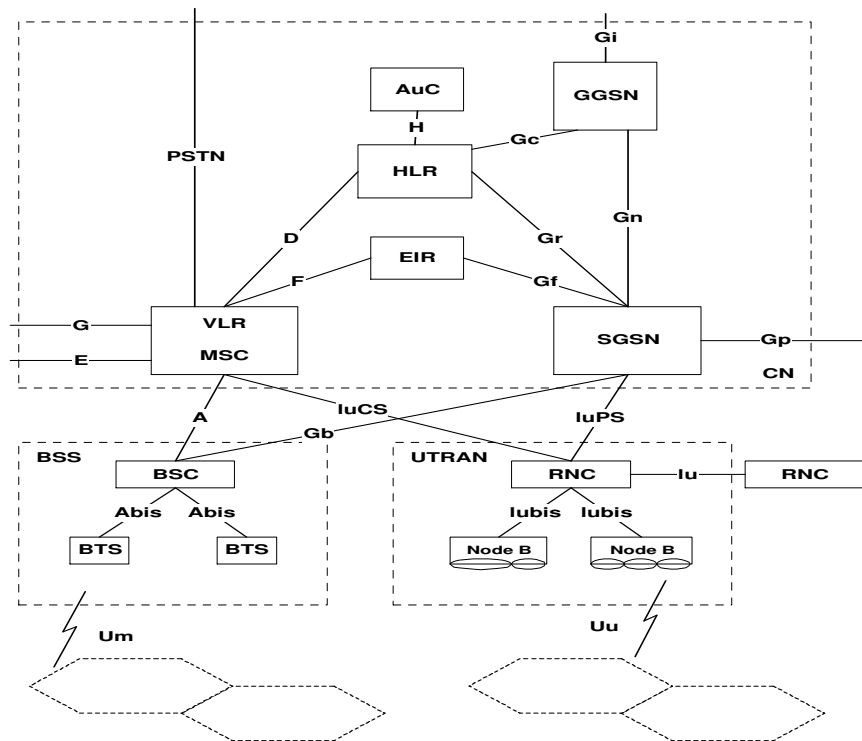 Gi
AuC
GGSN
H
Gc
PSTN
HLR
Gn
D
Gr
EIR
F
Gf
G
VLR
E
MSC
SGSN
Gp
CN
A
IuCS
IuPS
Gb
BSS
BSC
UTRAN
RNC
Iu
RNC
Abis
Abis
Iubis
Iubis
BTS
BTS
Node B
Node B
Um
Uu